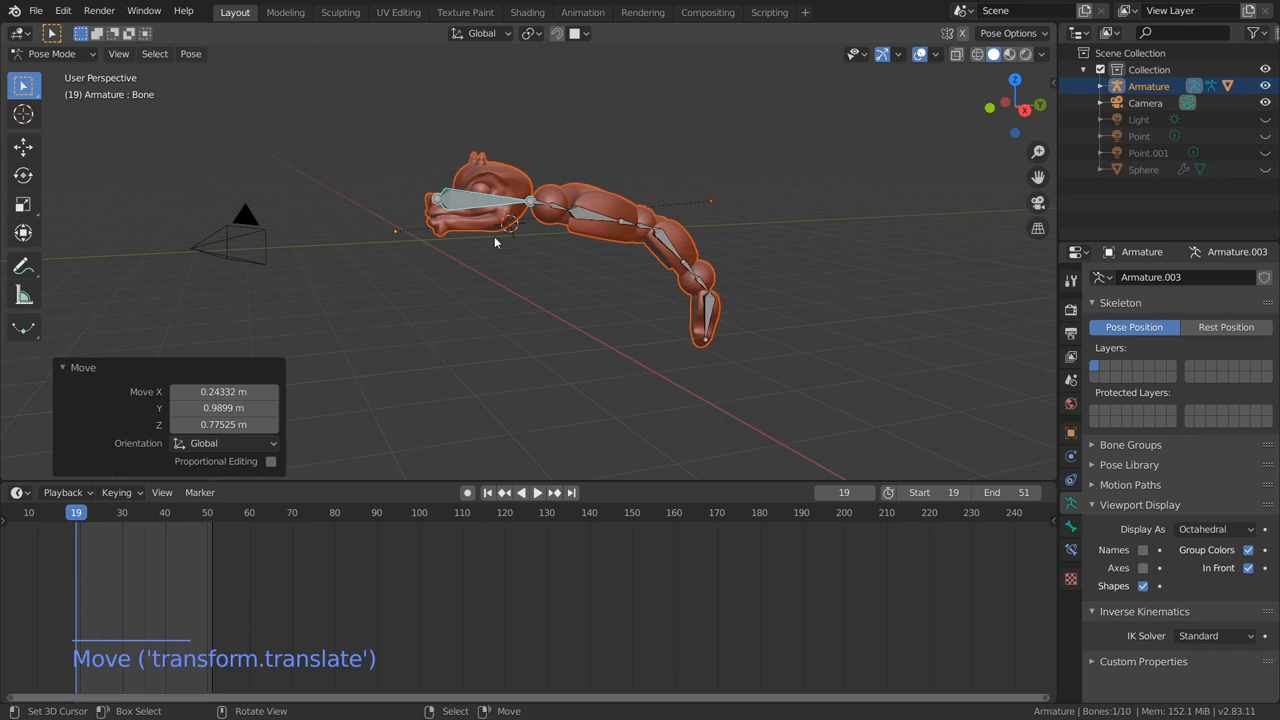 File Edit Render Window Help Layout Modeling Sculpting UV Editing Texture Paint Shading Animation Rendering Compositing Scripting + Scene View Layer
Global Pose Options
Pose Mode View Select Pose
User Perspective
(19) Armature : Bone
Z
Y
X
Scene Collection
Collection
Armature
Camera
Light
Point
Point.001
Sphere
Armature Armature.003
Armature.003
Skeleton
Pose Position Rest Position
Layers:
Protected Layers:
Bone Groups
Pose Library
Motion Paths
Viewport Display
Display As Octahedral
Names Group Colors
Axes In Front
Shapes
Inverse Kinematics
IK Solver Standard
Custom Properties
Move
Move X 0.24332 m
Y 0.9899 m
Z 0.77525 m
Orientation Global
Proportional Editing
Playback Keying View Marker 19 Start 19 End 51
10 19 30 40 50 60 70 80 90 100 110 120 130 140 150 160 170 180 190 200 210 220 230 240
Move ('transform.translate')
Set 3D Cursor Box Select Rotate View Select Move Armature | Bones:1/10 | Mem: 152.1 MiB | v2.83.11